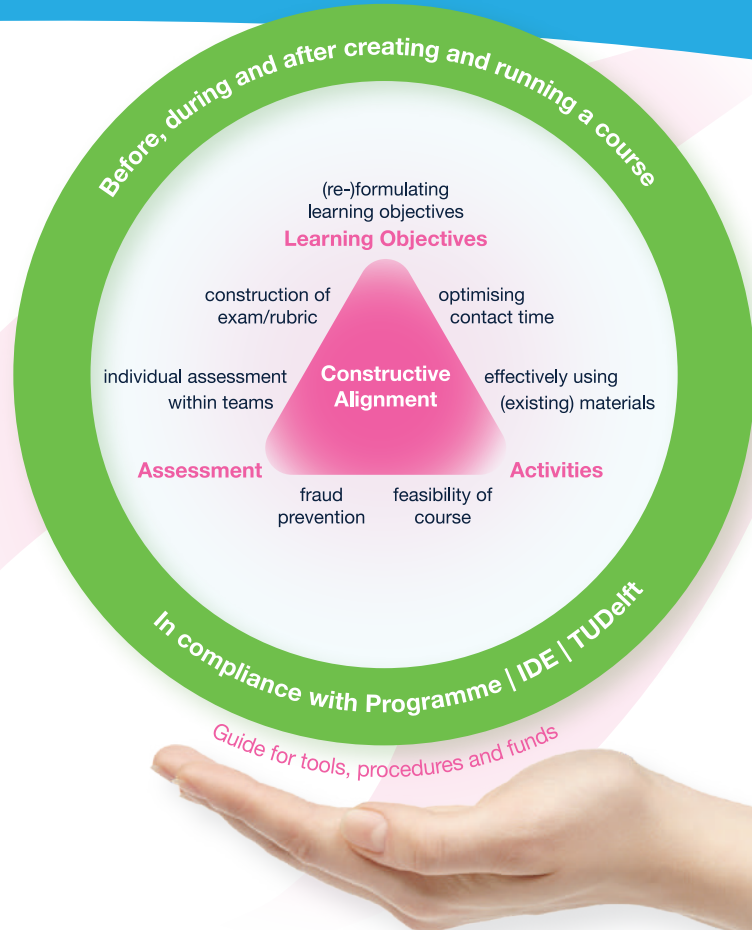 Before, during and after creating and running a course
(re-)formulating
learning objectives
Learning Objectives
construction of
exam/rubric
optimising
contact time
individual assessment
within teams
Constructive
Alignment
effectively using
(existing) materials
Assessment
Activities
fraud
prevention
feasibility of
course
In compliance with Programme | IDE | TUDelft
Guide for tools, procedures and funds